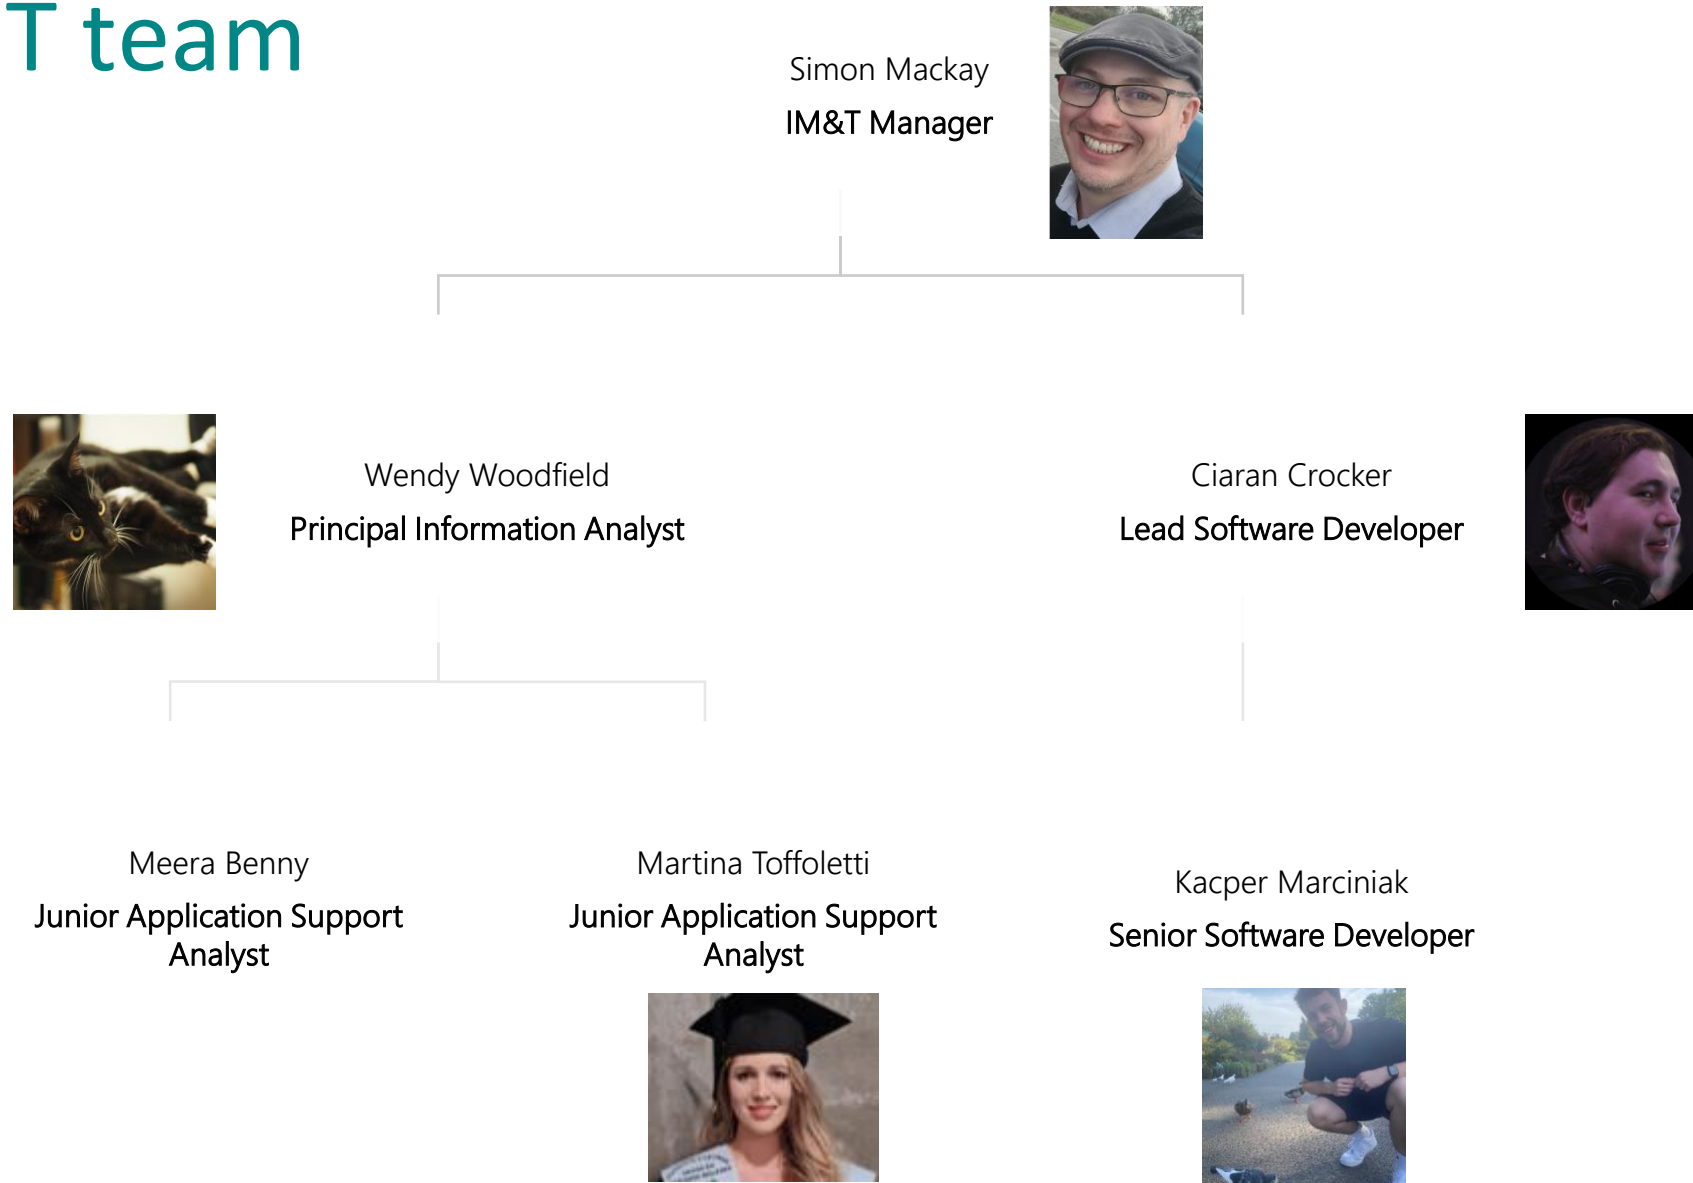 T team
Simon Mackay
IM&T Manager
Wendy Woodfield
Principal Information Analyst
Ciaran Crocker
Lead Software Developer
Meera Benny
Junior Application Support
Analyst
Martina Toffoletti
Junior Application Support
Analyst
Kacper Marciniak
Senior Software Developer